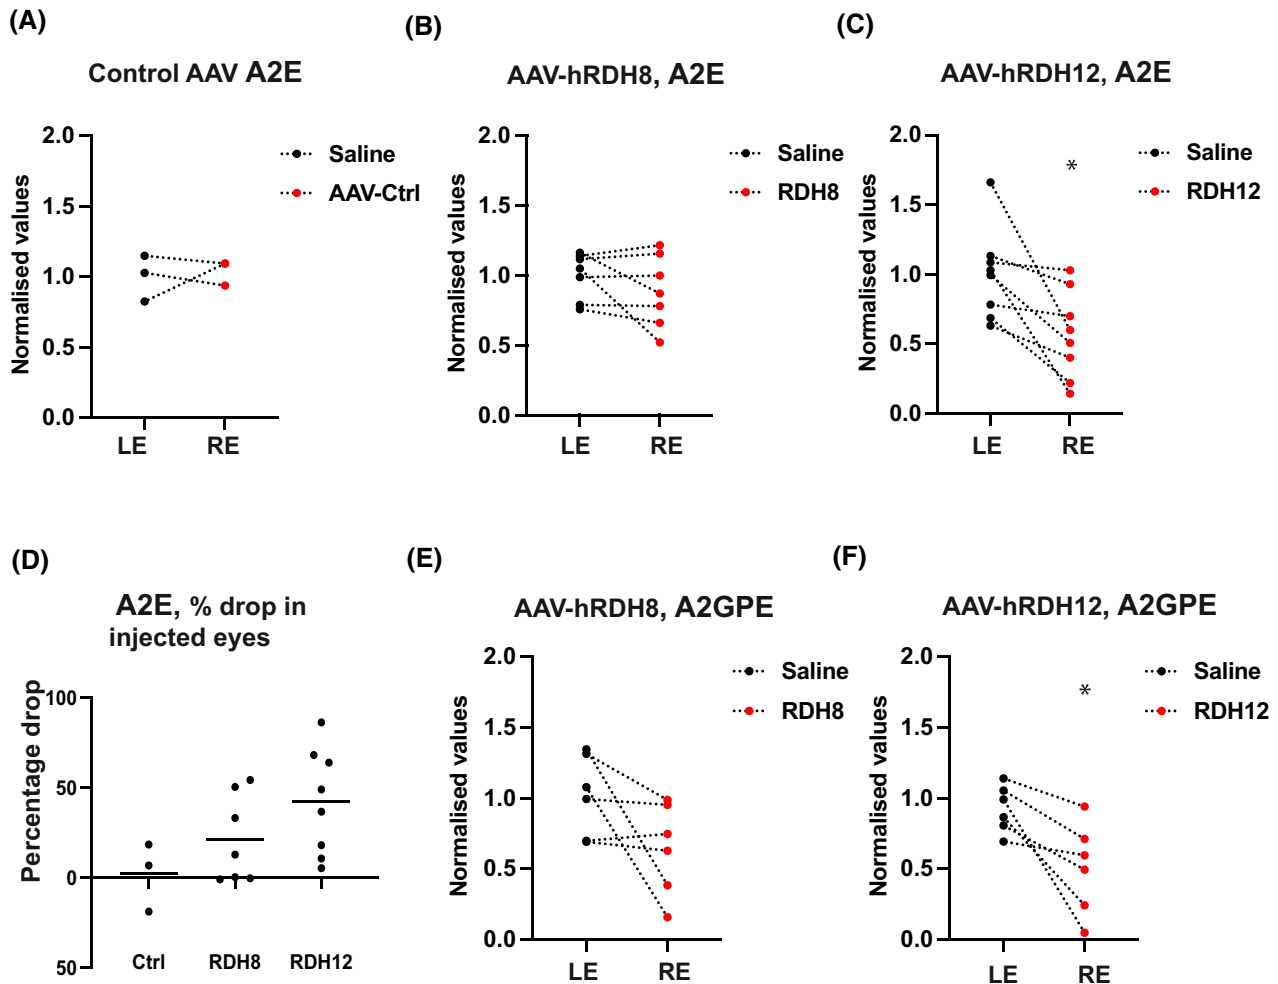 (A)
Control AAV A2E
2.0
1.5
1.0
0.5
0.0
Normalised values
LE
RE
Saline
AAV-Ctrl
(B)
AAV-hRDH8, A2E
2.0
1.5
1.0
0.5
0.0
Normalised values
LE
RE
Saline
RDH8
(C)
AAV-hRDH12, A2E
2.0
1.5
1.0
0.5
0.0
Normalised values
*
LE
RE
Saline
RDH12
(D)
A2E, % drop in
injected eyes
100
50
0
50
Percentage drop
Ctrl
RDH8
RDH12
(E)
AAV-hRDH8, A2GPE
2.0
1.5
1.0
0.5
0.0
Normalised values
LE
RE
Saline
RDH8
(F)
AAV-hRDH12, A2GPE
2.0
1.5
1.0
0.5
0.0
Normalised values
*
LE
RE
Saline
RDH12